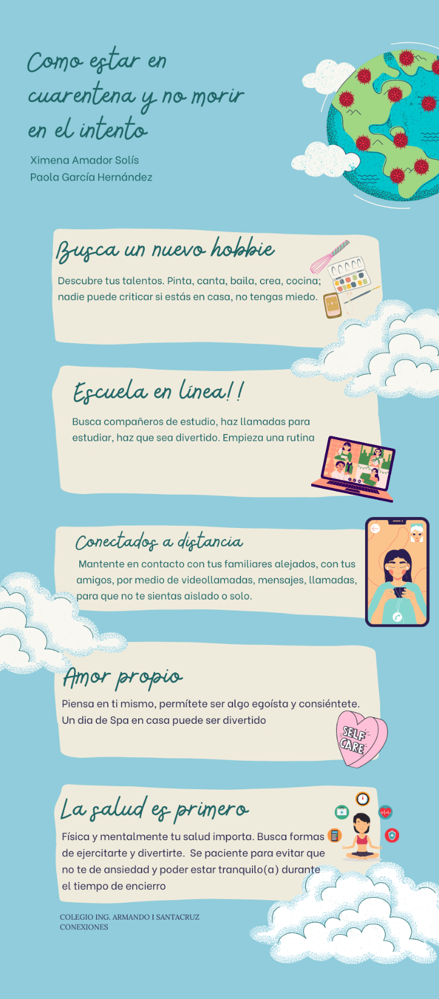 Como estar en
cuarentena y no morir
en el intento
Ximena Amador Solís
Paola García Hernández
Busca un nuevo hobbie
Descubre tus talentos. Pinta, canta, baila, crea, cocina;
nadie puede criticar si estás en casa, no tengas miedo.
Escuela en línea!!
Busca compañeros de estudio, haz llamadas para
estudiar, haz que sea divertido. Empieza una rutina
Conectados a distancia
Mantente en contacto con tus familiares alejados, con tus
amigos, por medio de videollamadas, mensajes, llamadas,
para que no te sientas aislado o solo.
Amor propio
Piensa en ti mismo, permítete ser algo egoísta y consiéntete.
Un dia de Spa en casa puede ser divertido
SELF
CARE
La salud es primero
Física y mentalmente tu salud importa. Busca formas
de ejercitarte y divertirte. Se paciente para evitar que
no te de ansiedad y poder estar tranquilo(a) durante
el tiempo de encierro
COLEGIO ING. ARMANDO I SANTACRUZ
CONEXIONES